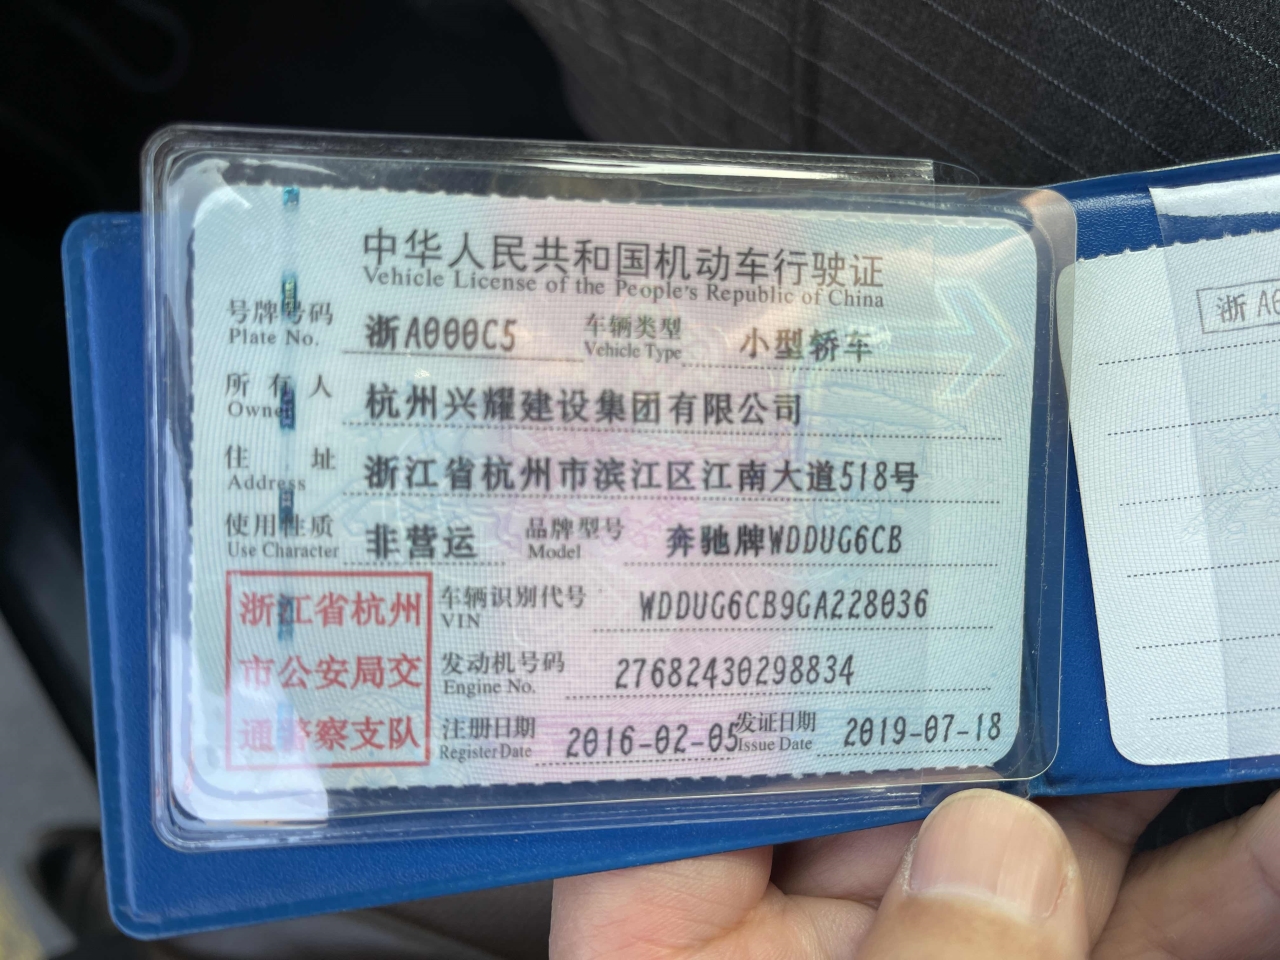 中华人民共和国机动车行驶证
Vehicle License of the People's Republic of China
号牌号码 浙A000C5 车辆类型 小型轿车
Plate No. Vehicle Type
所有人 杭州兴耀建设集团有限公司
Owner
住址 浙江省杭州市滨江区江南大道518号
Address
使用性质 非营运 品牌型号 奔驰牌WDDUG6CB
Use Character Model
浙江省杭州
市公安局交
通警察支队
车辆识别代号 WDDUG6CB9GA228036
VIN
发动机号码 27682430298834
Engine No.
注册日期 2016-02-05 发证日期 2019-07-18
Register Date Issue Date
浙A0